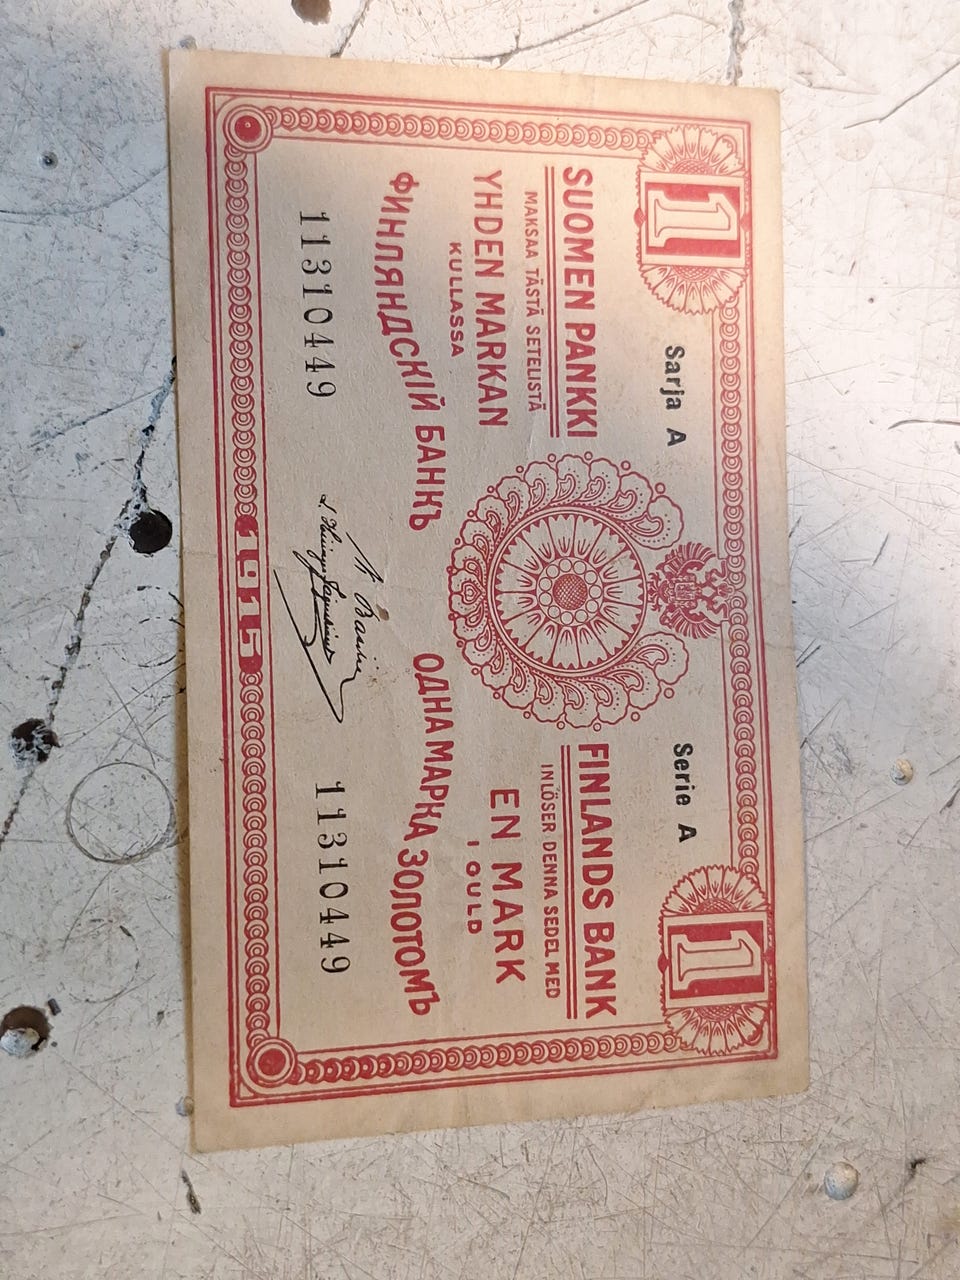 1
1
Sarja A
Serie A
SUOMEN PANKKI
MAKSAA TÄSTÄ SETELISTÄ
YHDEN MARKAN
KULLASSA
FINLANDS BANK
INLÖSER DENNA SEDEL MED
EN MARK
I GULD
ФИНЛЯНДСКІЙ БАНКЪ
ОДНА МАРКА ЗОЛОТОМЪ
11310449
11310449
1915